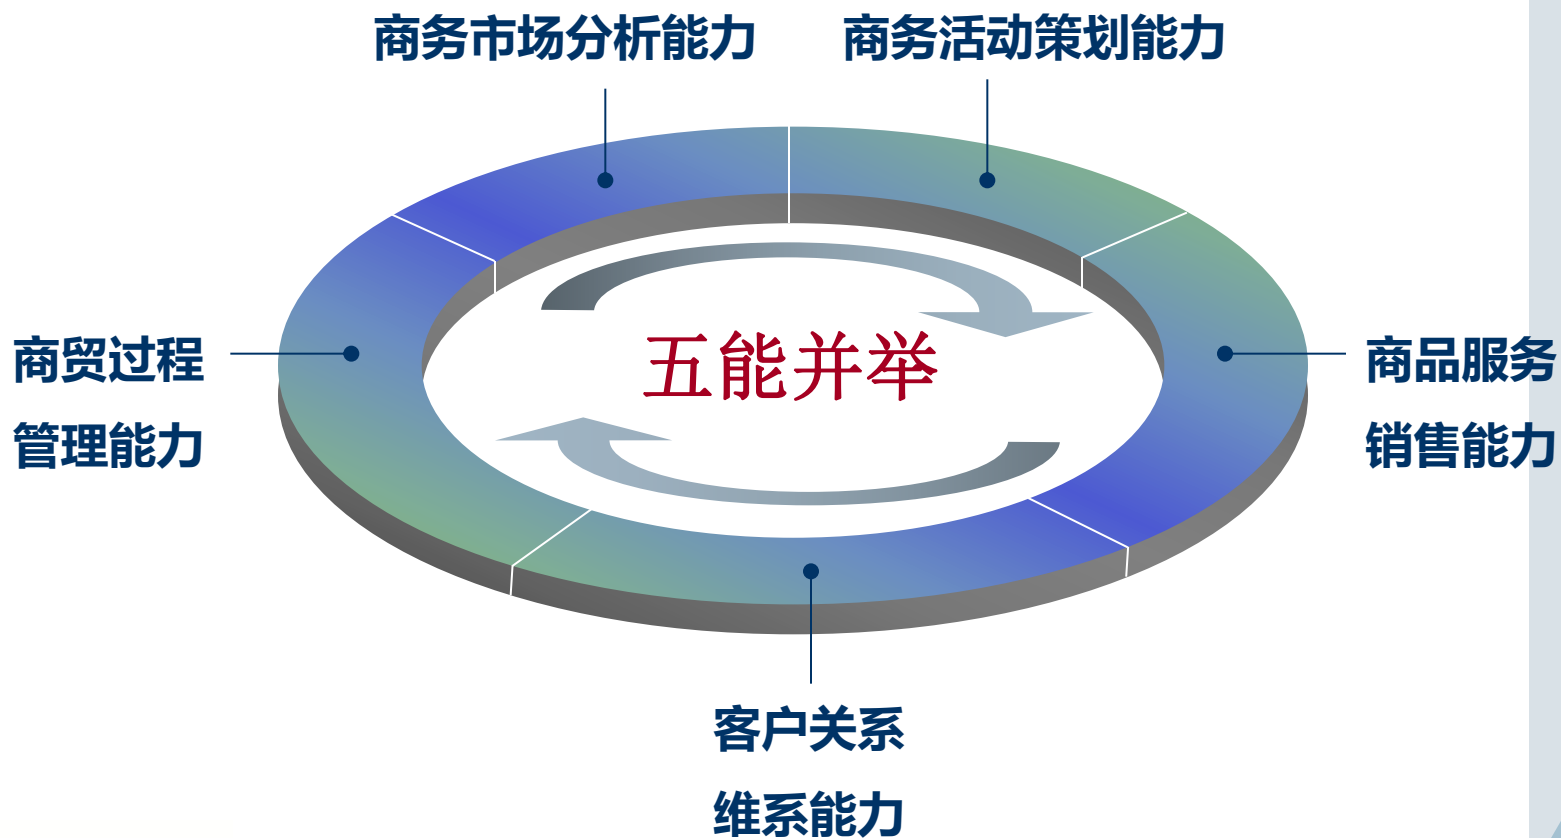 商务市场分析能力
商务活动策划能力
五能并举
商贸过程
管理能力
商品服务
销售能力
客户关系
维系能力